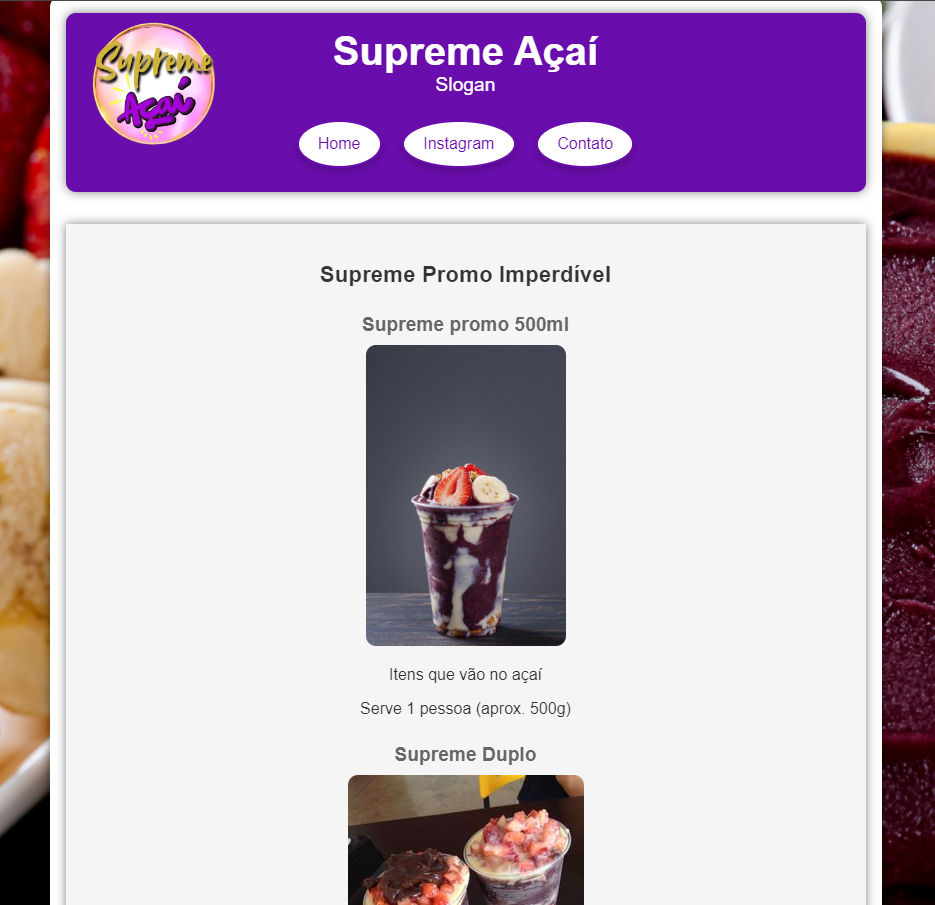 Supreme
Açaí
Supreme Açaí
Slogan
Home
Instagram
Contato
Supreme Promo Imperdível
Supreme promo 500ml
Itens que vão no açaí
Serve 1 pessoa (aprox. 500g)
Supreme Duplo